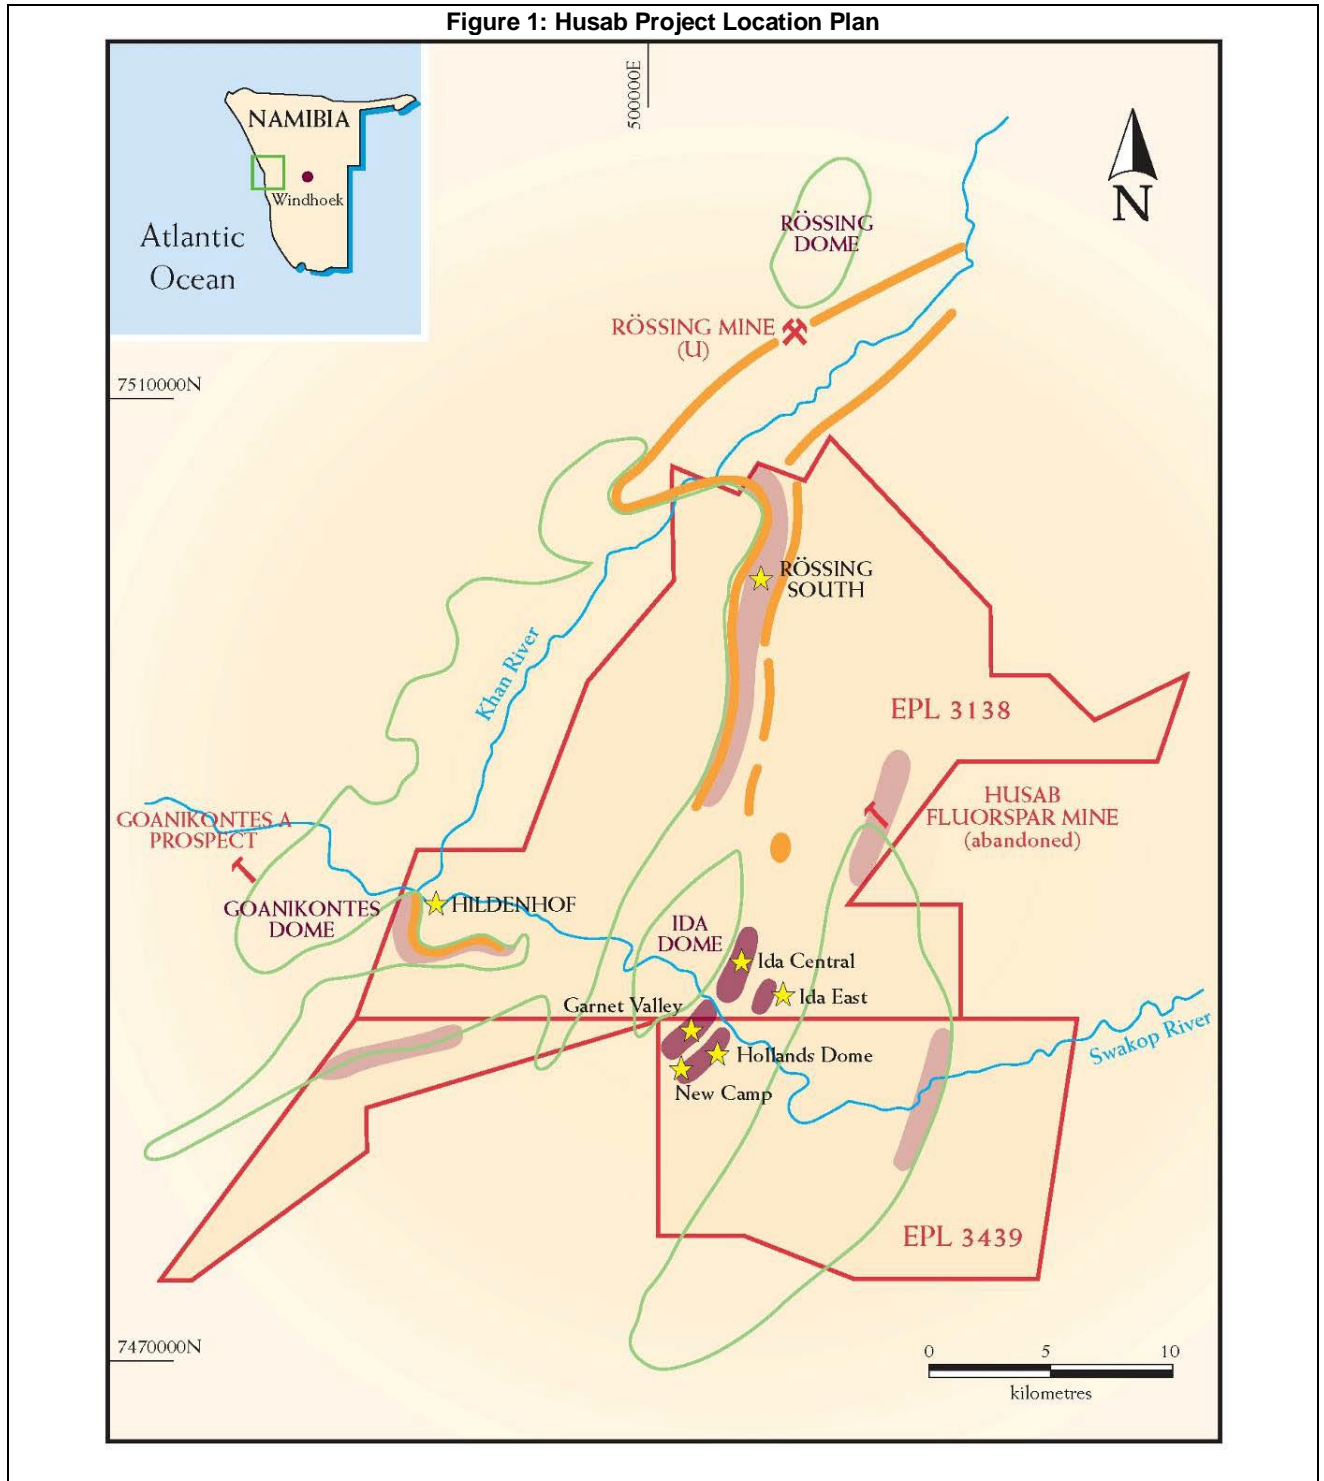 Figure 1: Husab Project Location Plan
500000E
NAMIBIA
Windhoek
Atlantic
Ocean
N
RÖSSING
DOME
RÖSSING MINE
(U)
7510000N
RÖSSING
SOUTH
Khan River
EPL 3138
GOANIKONTES A
PROSPECT
HUSAB
FLUORSPAR MINE
(abandoned)
GOANIKONTES
DOME
HILDENHOF
IDA
DOME
Ida Central
Ida East
Garnet Valley
Hollands Dome
New Camp
Swakop River
EPL 3439
7470000N
0 5 10
kilometres